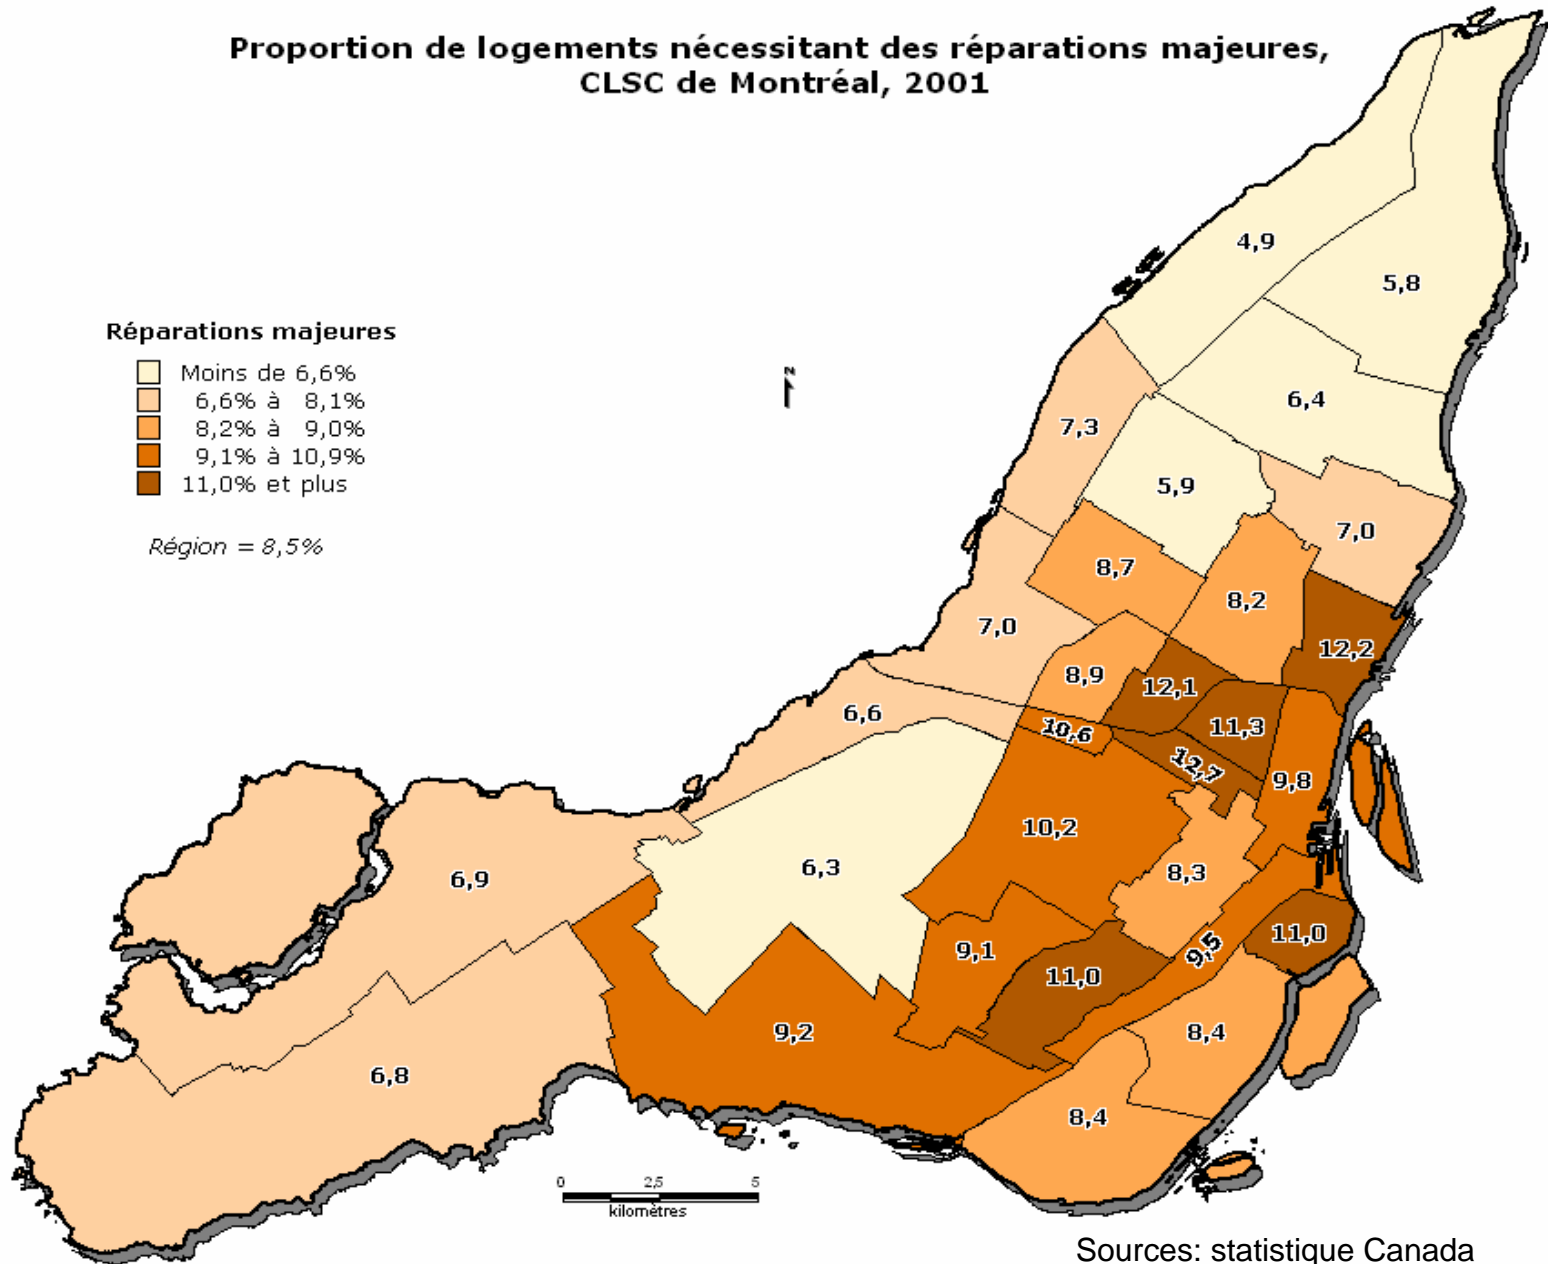 Proportion de logements nécessitant des réparations majeures,
CLSC de Montréal, 2001
Réparations majeures
Moins de 6,6%
6,6% à 8,1%
8,2% à 9,0%
9,1% à 10,9%
11,0% et plus
Région = 8,5%
N
4,9
5,8
6,4
7,3
5,9
7,0
8,7
8,2
7,0
12,2
8,9
12,1
6,6
10,6
11,3
12,7
9,8
10,2
6,3
8,3
6,9
9,1
9,5
11,0
11,0
9,2
8,4
6,8
8,4
0 2,5 5
kilomètres
Sources: statistique Canada